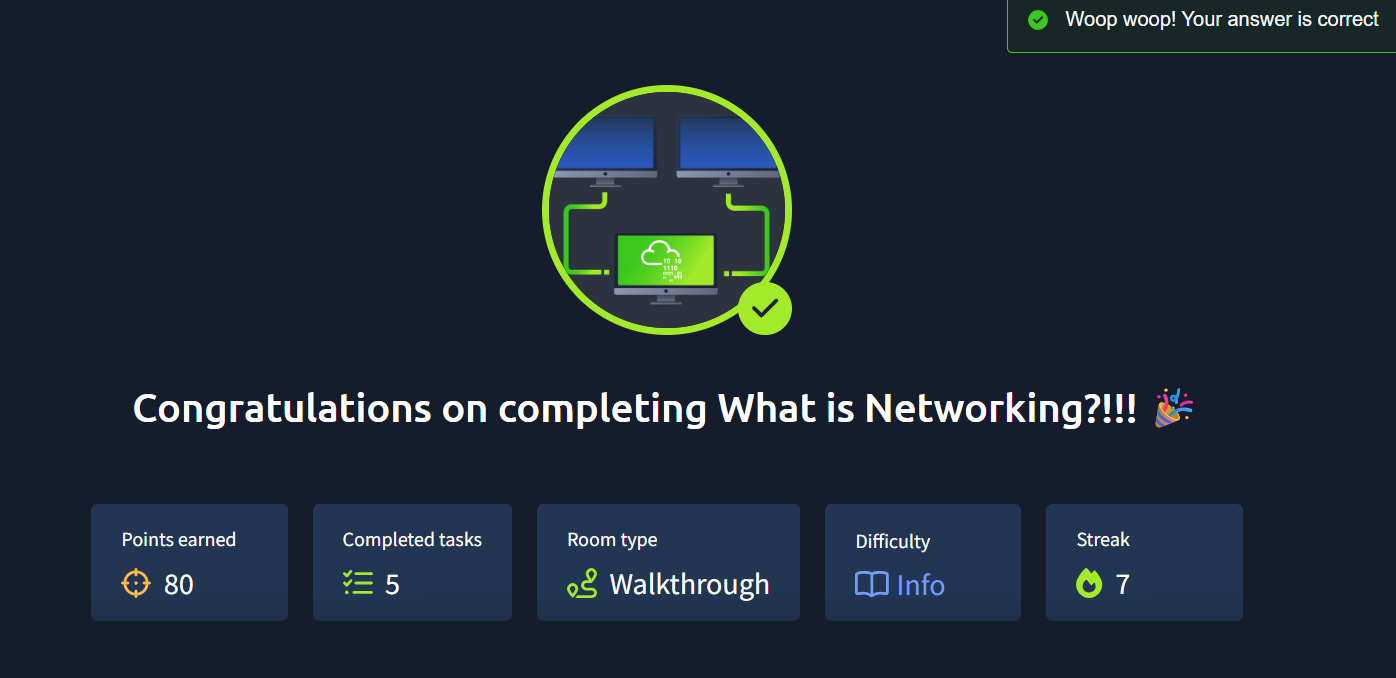 Woop woop! Your answer is correct
10 10
1110
Congratulations on completing What is Networking?!!! 🎉
Points earned
80
Completed tasks
5
Room type
Walkthrough
Difficulty
Info
Streak
7